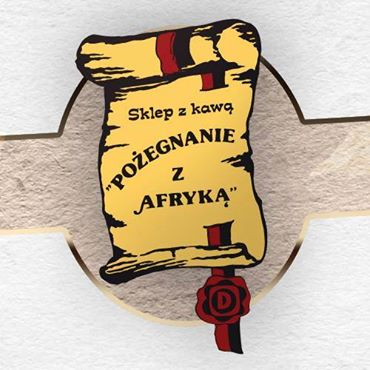 Sklep z kawą
"POŻEGNANIE
Z
AFRYKĄ"
D